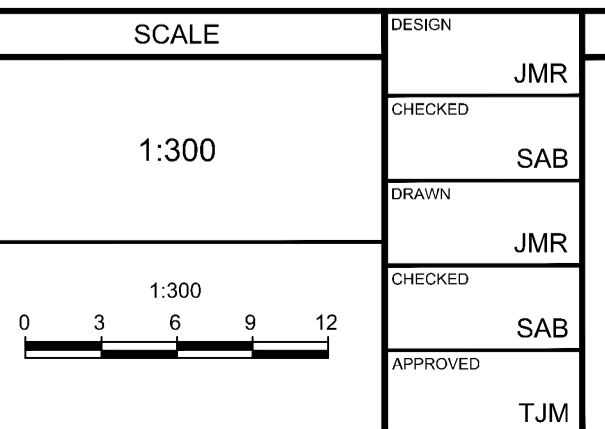 SCALE
1:300
1:300
0 3 6 9 12
DESIGN
JMR
CHECKED
SAB
DRAWN
JMR
CHECKED
SAB
APPROVED
TJM